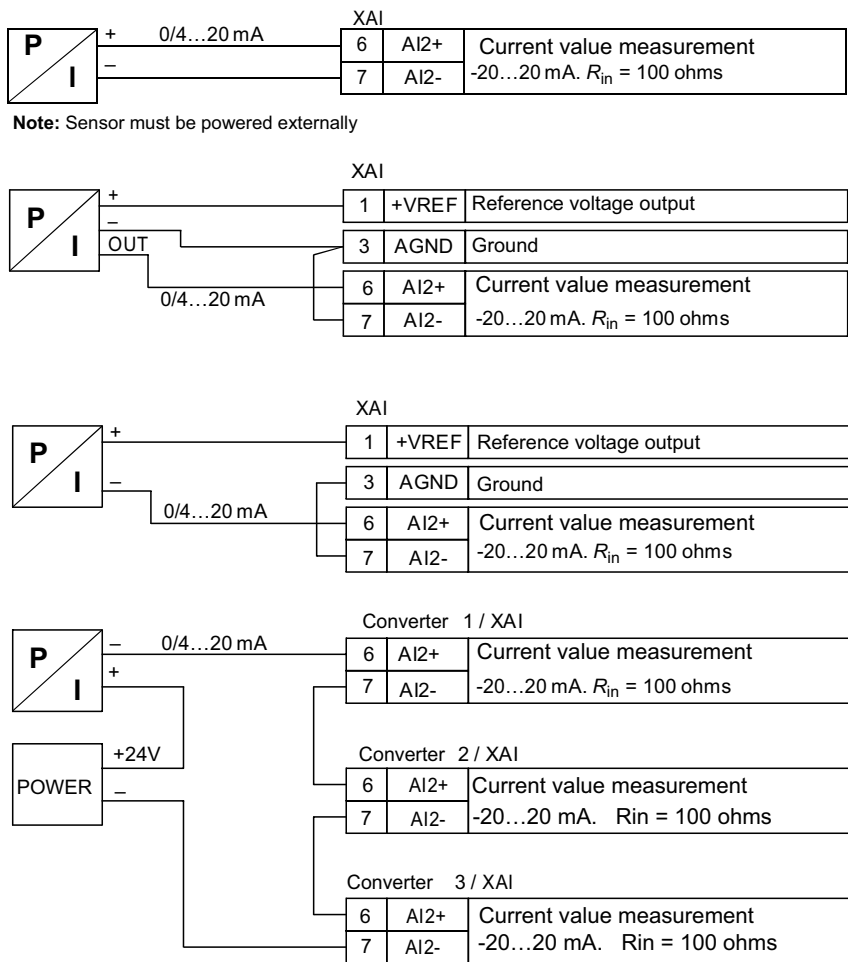 XAI
P + 0/4…20 mA 6 AI2+ Current value measurement
I – 7 AI2- -20…20 mA. Rin = 100 ohms
Note: Sensor must be powered externally
XAI
+ 1 +VREF Reference voltage output
P –
I OUT 3 AGND Ground
6 AI2+ Current value measurement
0/4…20 mA
7 AI2- -20…20 mA. Rin = 100 ohms
XAI
+ 1 +VREF Reference voltage output
P
I – 3 AGND Ground
0/4…20 mA 6 AI2+ Current value measurement
7 AI2- -20…20 mA. Rin = 100 ohms
Converter 1 / XAI
P – 0/4…20 mA 6 AI2+ Current value measurement
I + 7 AI2- -20…20 mA. Rin = 100 ohms
+24V Converter 2 / XAI
POWER – 6 AI2+ Current value measurement
7 AI2- -20…20 mA. Rin = 100 ohms
Converter 3 / XAI
6 AI2+ Current value measurement
7 AI2- -20…20 mA. Rin = 100 ohms